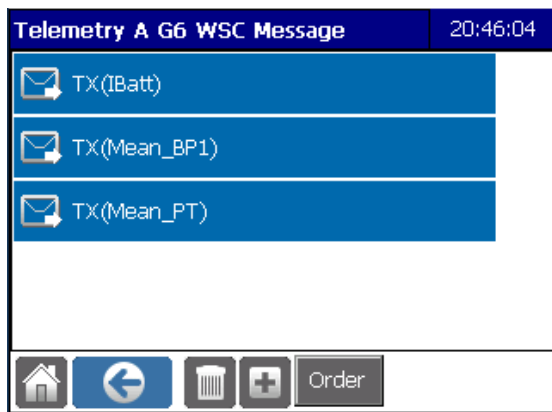 Telemetry A G6 WSC Message
20:46:04
TX(IBatt)
TX(Mean_BP1)
TX(Mean_PT)
Order